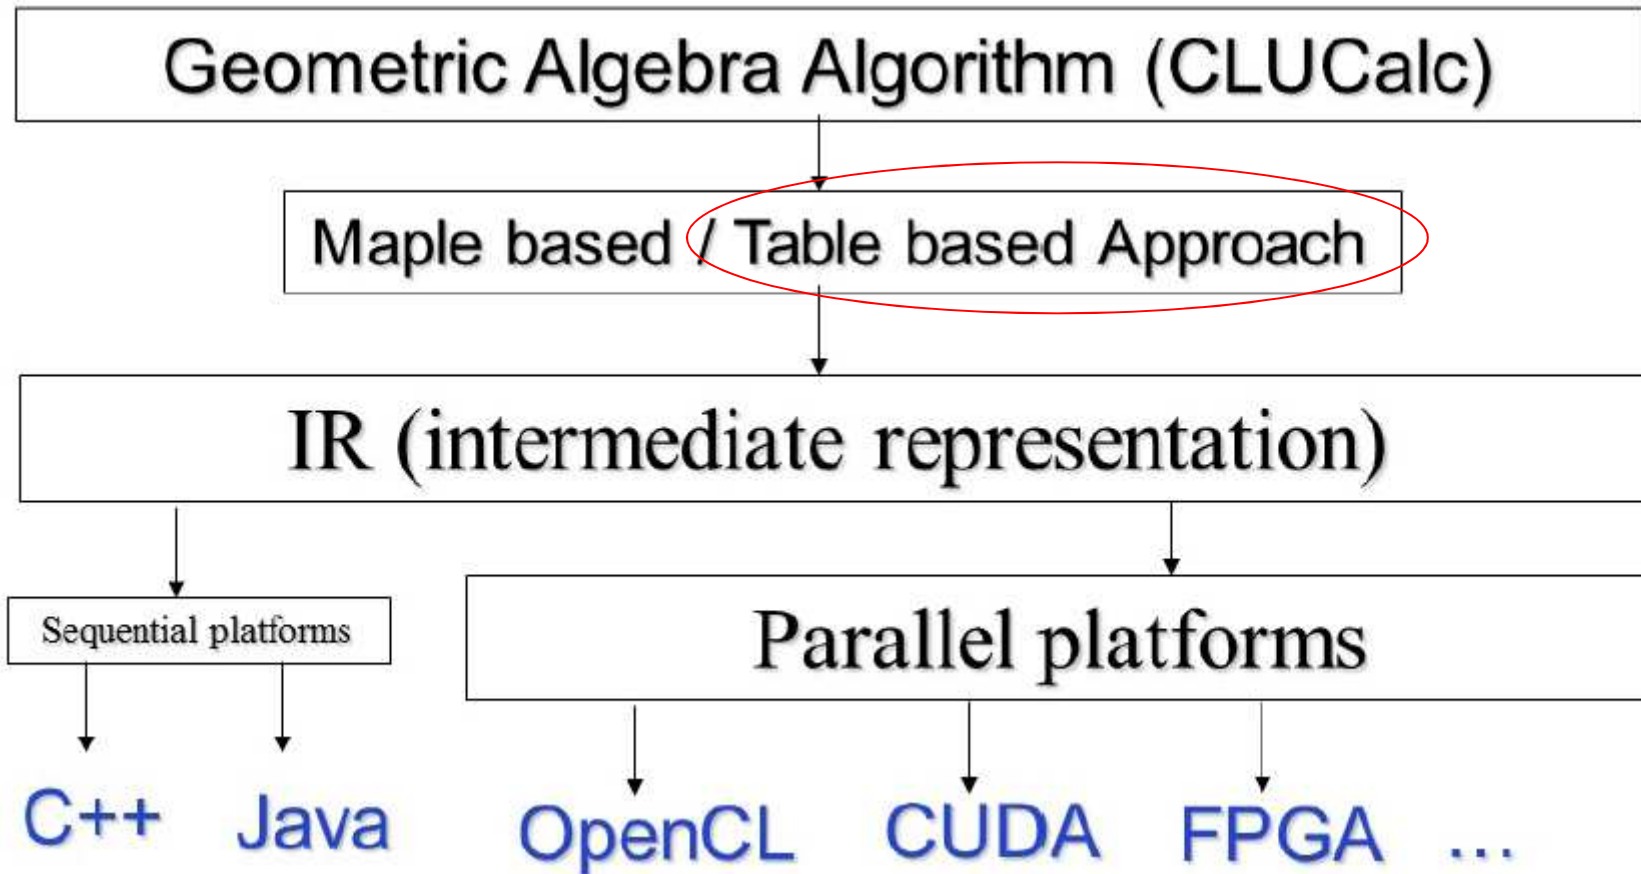 Geometric Algebra Algorithm (CLUCalc)
Maple based / Table based Approach
IR (intermediate representation)
Sequential platforms
Parallel platforms
C++ Java OpenCL CUDA FPGA ...